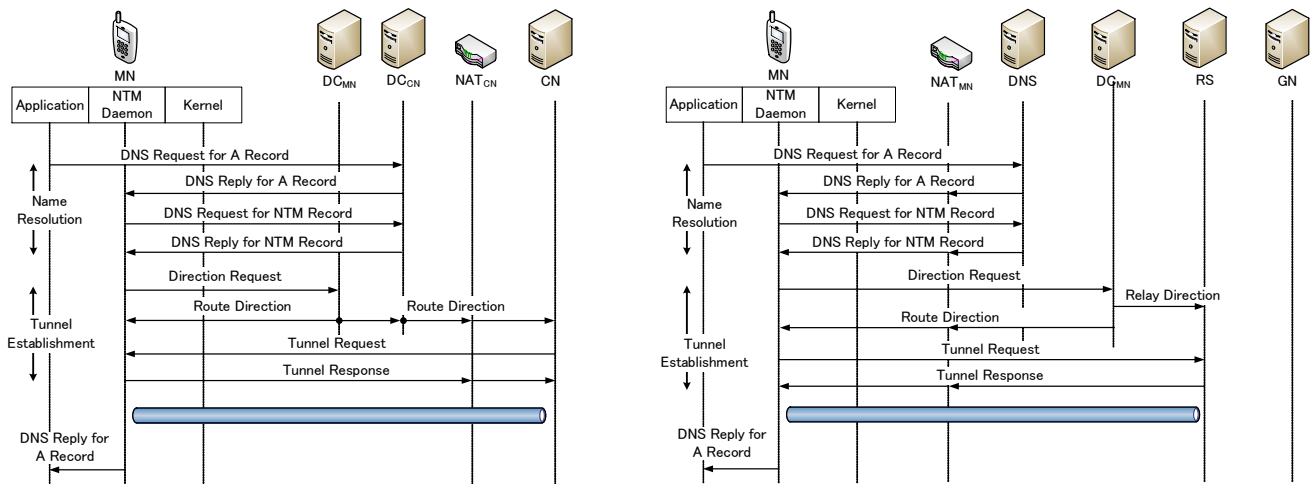 MN
DC_MN
DC_CN
NAT_CN
CN
Application
NTM
Daemon
Kernel
DNS Request for A Record
DNS Reply for A Record
Name
Resolution
DNS Request for NTM Record
DNS Reply for NTM Record
Direction Request
Route Direction
Route Direction
Tunnel
Establishment
Tunnel Request
Tunnel Response
DNS Reply for
A Record
MN
NAT_MN
DNS
DC_MN
RS
GN
Application
NTM
Daemon
Kernel
DNS Request for A Record
DNS Reply for A Record
Name
Resolution
DNS Request for NTM Record
DNS Reply for NTM Record
Direction Request
Relay Direction
Route Direction
Tunnel
Establishment
Tunnel Request
Tunnel Response
DNS Reply for
A Record